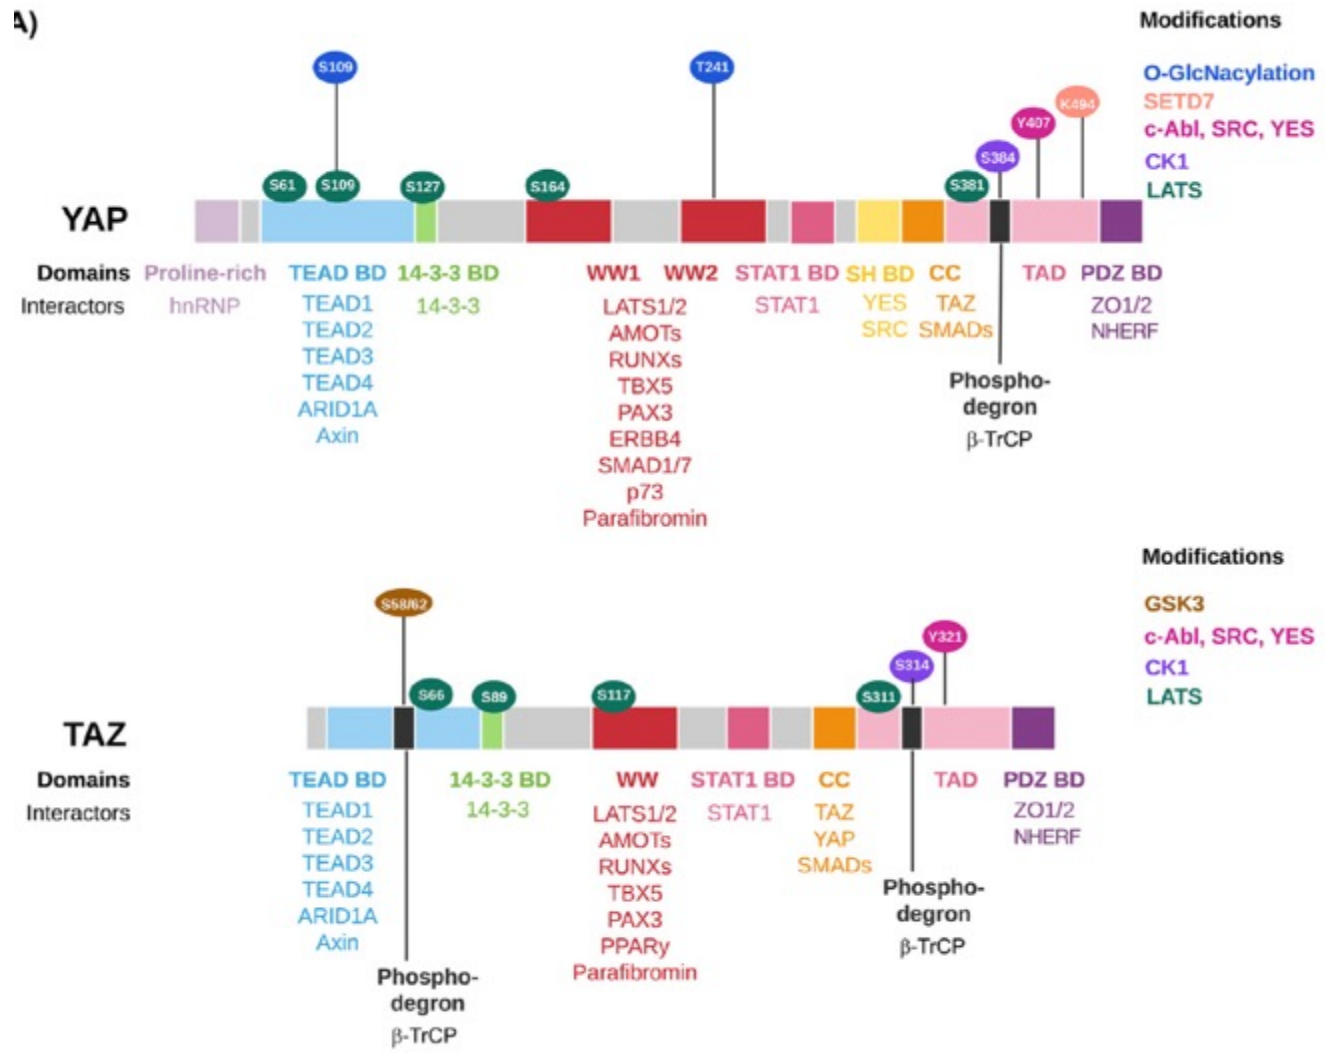 A)
Modifications
O-GlcNacylation
SETD7
c-Abl, SRC, YES
CK1
LATS
S109
T241
K494
Y407
S384
S61
S109
S127
S164
S381
YAP
Domains Proline-rich TEAD BD 14-3-3 BD WW1 WW2 STAT1 BD SH BD CC TAD PDZ BD
Interactors hnRNP TEAD1 14-3-3 LATS1/2 STAT1 YES TAZ ZO1/2
TEAD2 AMOTs SRC SMADs NHERF
TEAD3 RUNXs
TEAD4 TBX5
ARID1A PAX3
Axin ERBB4
SMAD1/7
p73
Parafibromin
Phospho-
degron
β-TrCP
Modifications
GSK3
c-Abl, SRC, YES
CK1
LATS
S58/62
Y321
S314
S66
S89
S117
S311
TAZ
Domains TEAD BD 14-3-3 BD WW STAT1 BD CC TAD PDZ BD
Interactors TEAD1 14-3-3 LATS1/2 STAT1 TAZ ZO1/2
TEAD2 AMOTs YAP NHERF
TEAD3 RUNXs SMADs
TEAD4 TBX5
ARID1A PAX3
Axin PPARy
Parafibromin
Phospho-
degron
β-TrCP
Phospho-
degron
β-TrCP